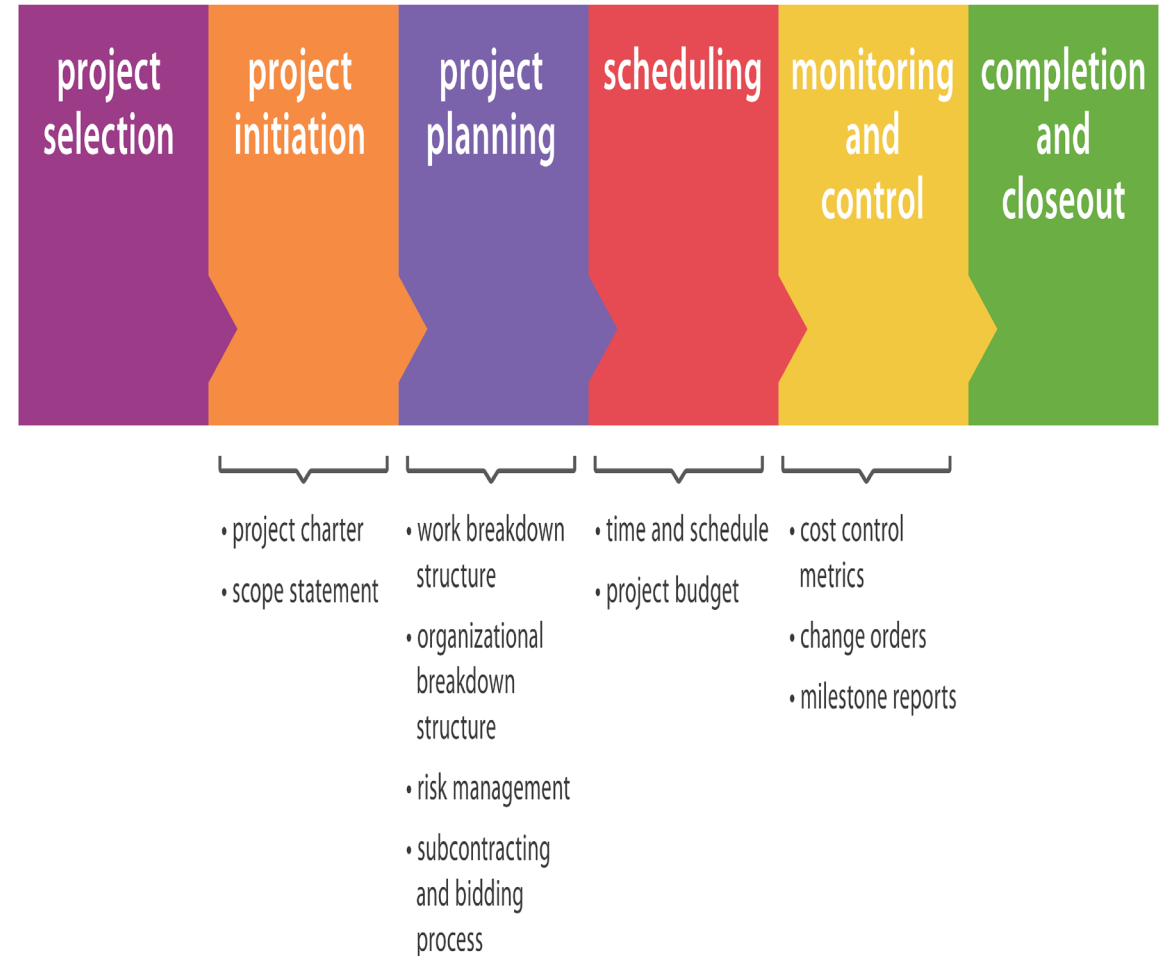 project
selection
project
initiation
project
planning
scheduling
monitoring
and
control
completion
and
closeout
• project charter
• scope statement
• work breakdown
structure
• organizational
breakdown
structure
• risk management
• subcontracting
and bidding
process
• time and schedule
• project budget
• cost control
metrics
• change orders
• milestone reports